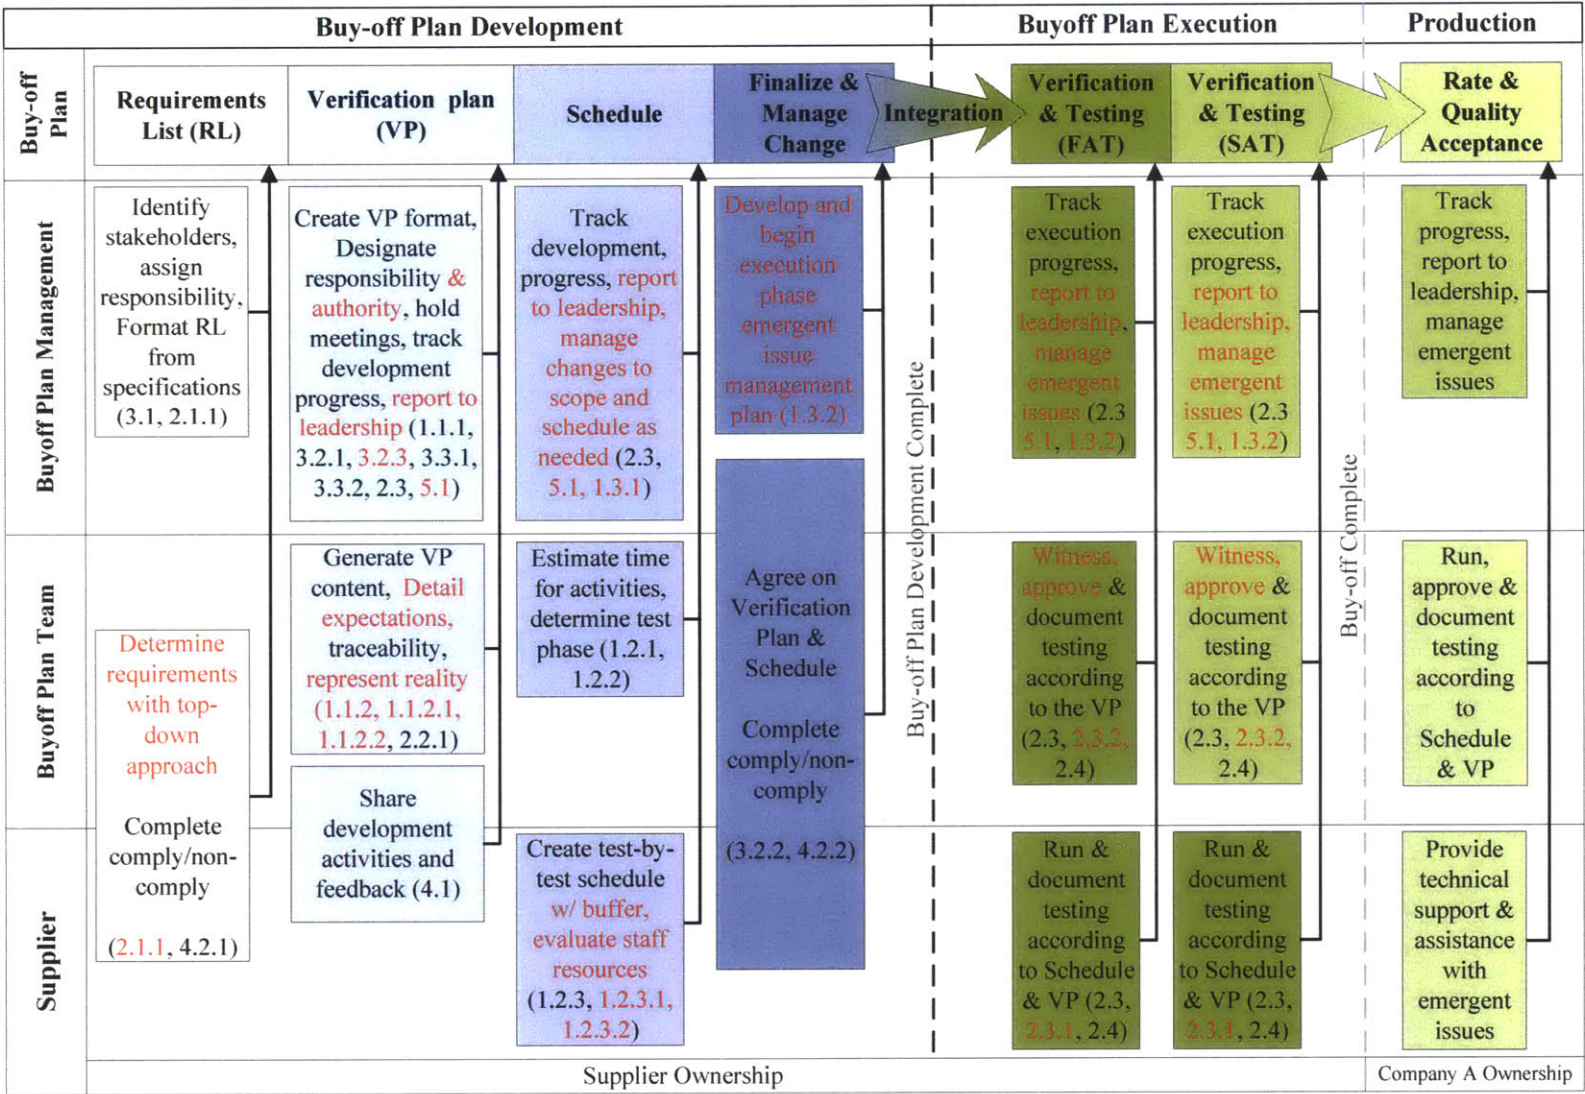 Buy-off Plan Development
Buyoff Plan Execution
Production
Buy-off
Plan
Requirements
List (RL)
Verification plan
(VP)
Schedule
Finalize &
Manage
Change
Integration
Verification
& Testing
(FAT)
Verification
& Testing
(SAT)
Rate &
Quality
Acceptance
Buyoff Plan Management
Identify
stakeholders,
assign
responsibility,
Format RL
from
specifications
(3.1, 2.1.1)
Create VP format,
Designate
responsibility &
authority, hold
meetings, track
development
progress, report to
leadership (1.1.1,
3.2.1, 3.2.3, 3.3.1,
3.3.2, 2.3, 5.1)
Track
development,
progress, report
to leadership,
manage
changes to
scope and
schedule as
needed (2.3,
5.1, 1.3.1)
Develop and
begin
execution
phase
emergent
issue
management
plan (1.3.2)
Track
execution
progress,
report to
leadership,
manage
emergent
issues (2.3
5.1, 1.3.2)
Track
execution
progress,
report to
leadership,
manage
emergent
issues (2.3
5.1, 1.3.2)
Track
progress,
report to
leadership,
manage
emergent
issues
Buy-off Plan Development Complete
Buy-off Complete
Buyoff Plan Team
Determine
requirements
with top-
down
approach
Complete
comply/non-
comply
(2.1.1, 4.2.1)
Generate VP
content, Detail
expectations,
traceability,
represent reality
(1.1.2, 1.1.2.1,
1.1.2.2, 2.2.1)
Estimate time
for activities,
determine test
phase (1.2.1,
1.2.2)
Agree on
Verification
Plan &
Schedule
Complete
comply/non-
comply
(3.2.2, 4.2.2)
Witness,
approve &
document
testing
according
to the VP
(2.3, 2.3.2,
2.4)
Witness,
approve &
document
testing
according
to the VP
(2.3, 2.3.2,
2.4)
Run,
approve &
document
testing
according
to
Schedule
& VP
Supplier
Share
development
activities and
feedback (4.1)
Create test-by-
test schedule
w/ buffer,
evaluate staff
resources
(1.2.3, 1.2.3.1,
1.2.3.2)
Run &
document
testing
according
to Schedule
& VP (2.3,
2.3.1, 2.4)
Run &
document
testing
according
to Schedule
& VP (2.3,
2.3.1, 2.4)
Provide
technical
support &
assistance
with
emergent
issues
Supplier Ownership
Company A Ownership